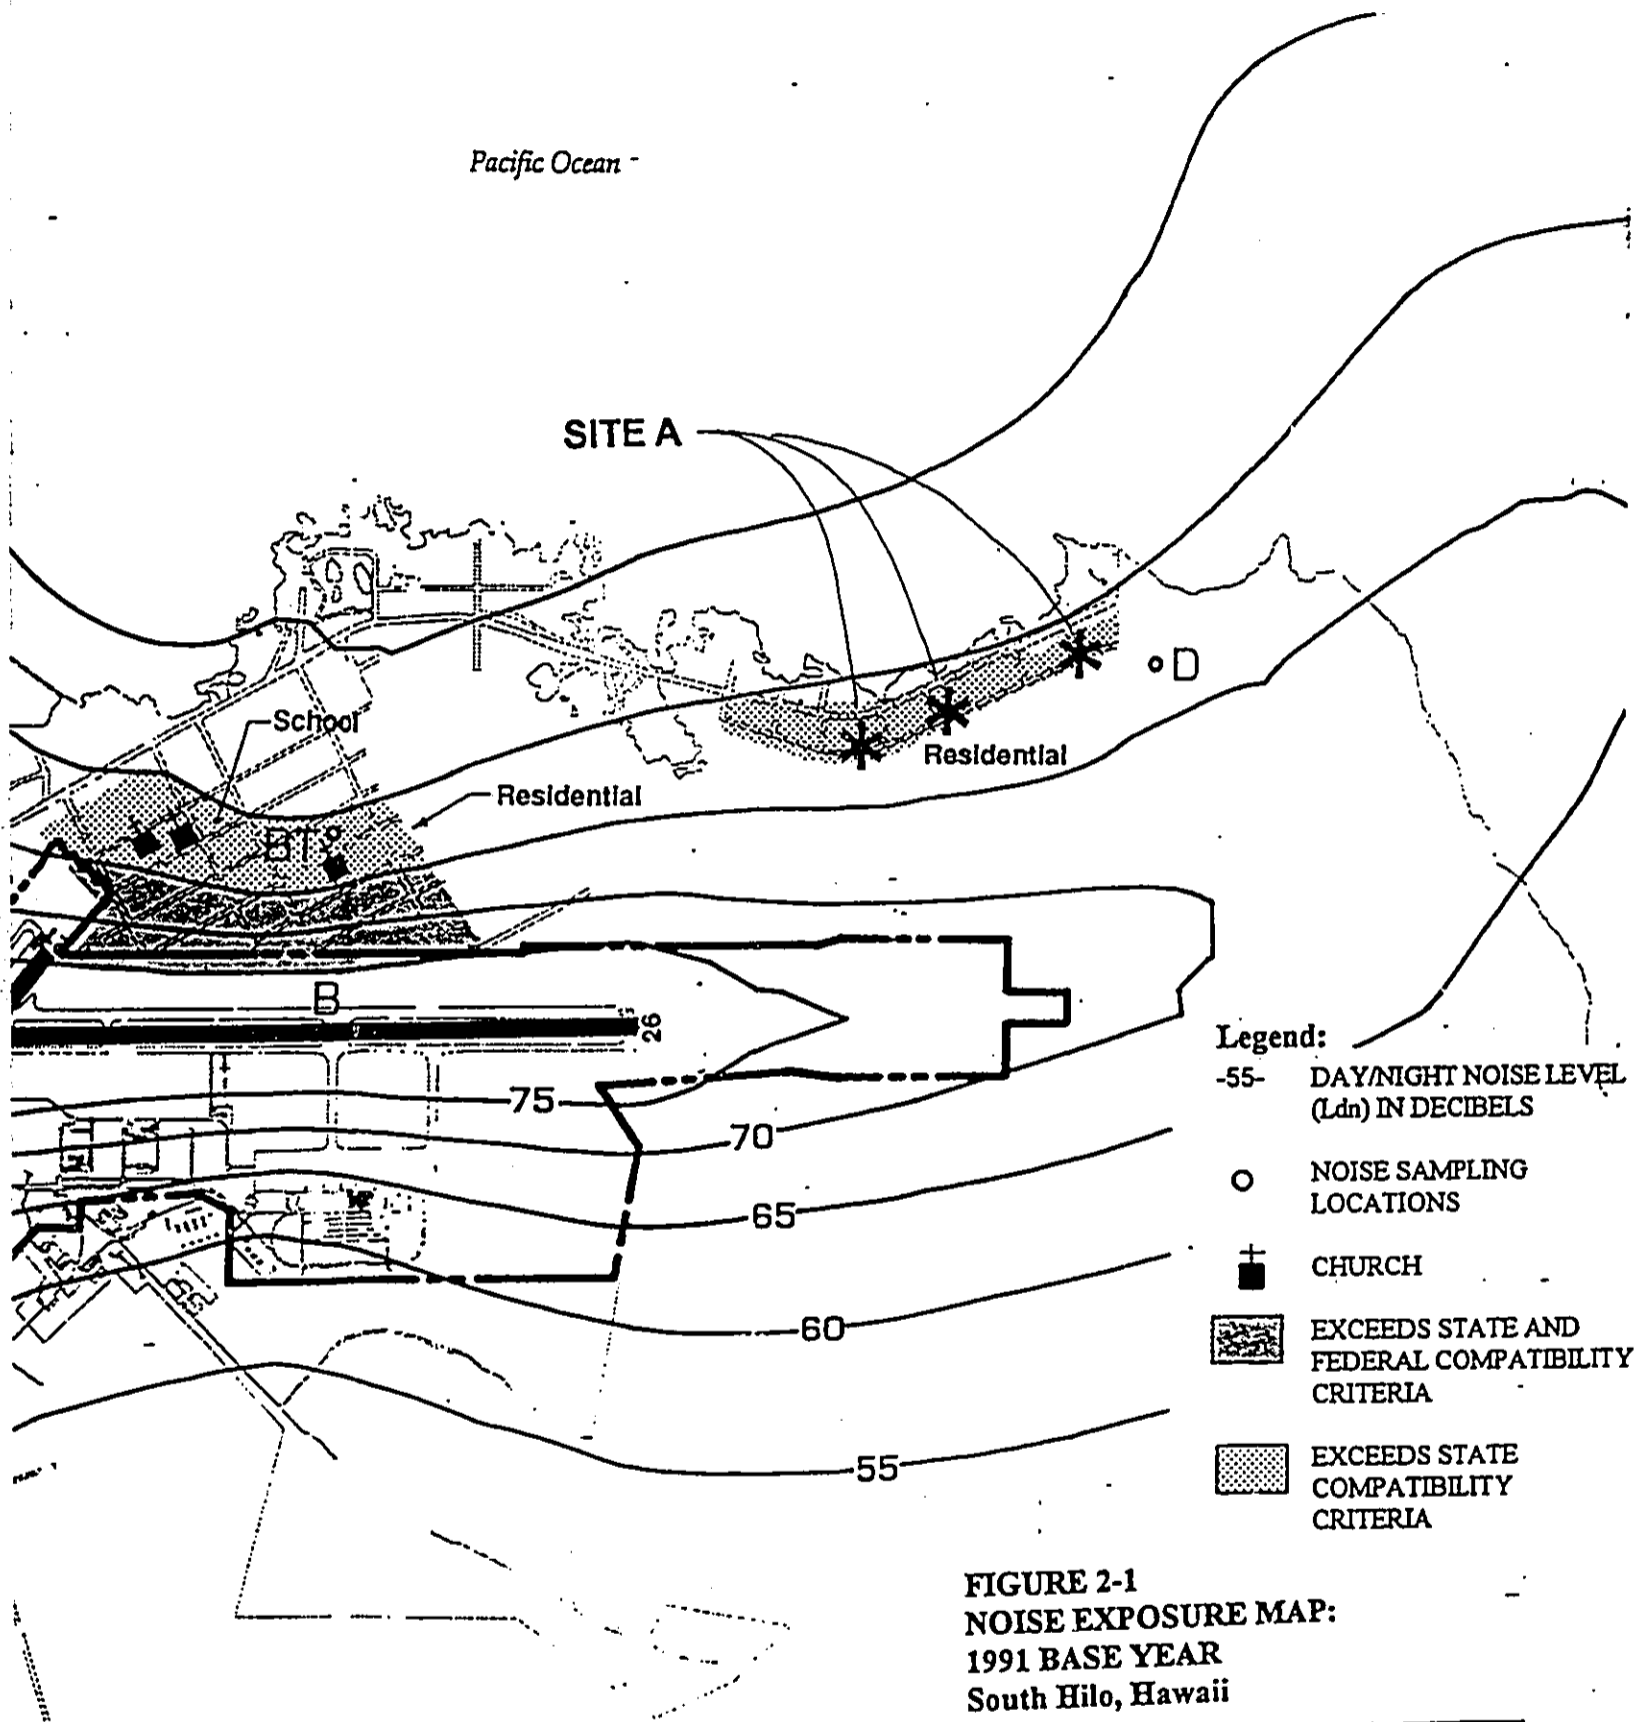 Pacific Ocean
SITE A
D
School
Residential
Residential
BT
B
26
75
70
65
60
55
Legend:
-55- DAY/NIGHT NOISE LEVEL
(Ldn) IN DECIBELS
NOISE SAMPLING
LOCATIONS
CHURCH
EXCEEDS STATE AND
FEDERAL COMPATIBILITY
CRITERIA
EXCEEDS STATE
COMPATIBILITY
CRITERIA
FIGURE 2-1
NOISE EXPOSURE MAP:
1991 BASE YEAR
South Hilo, Hawaii